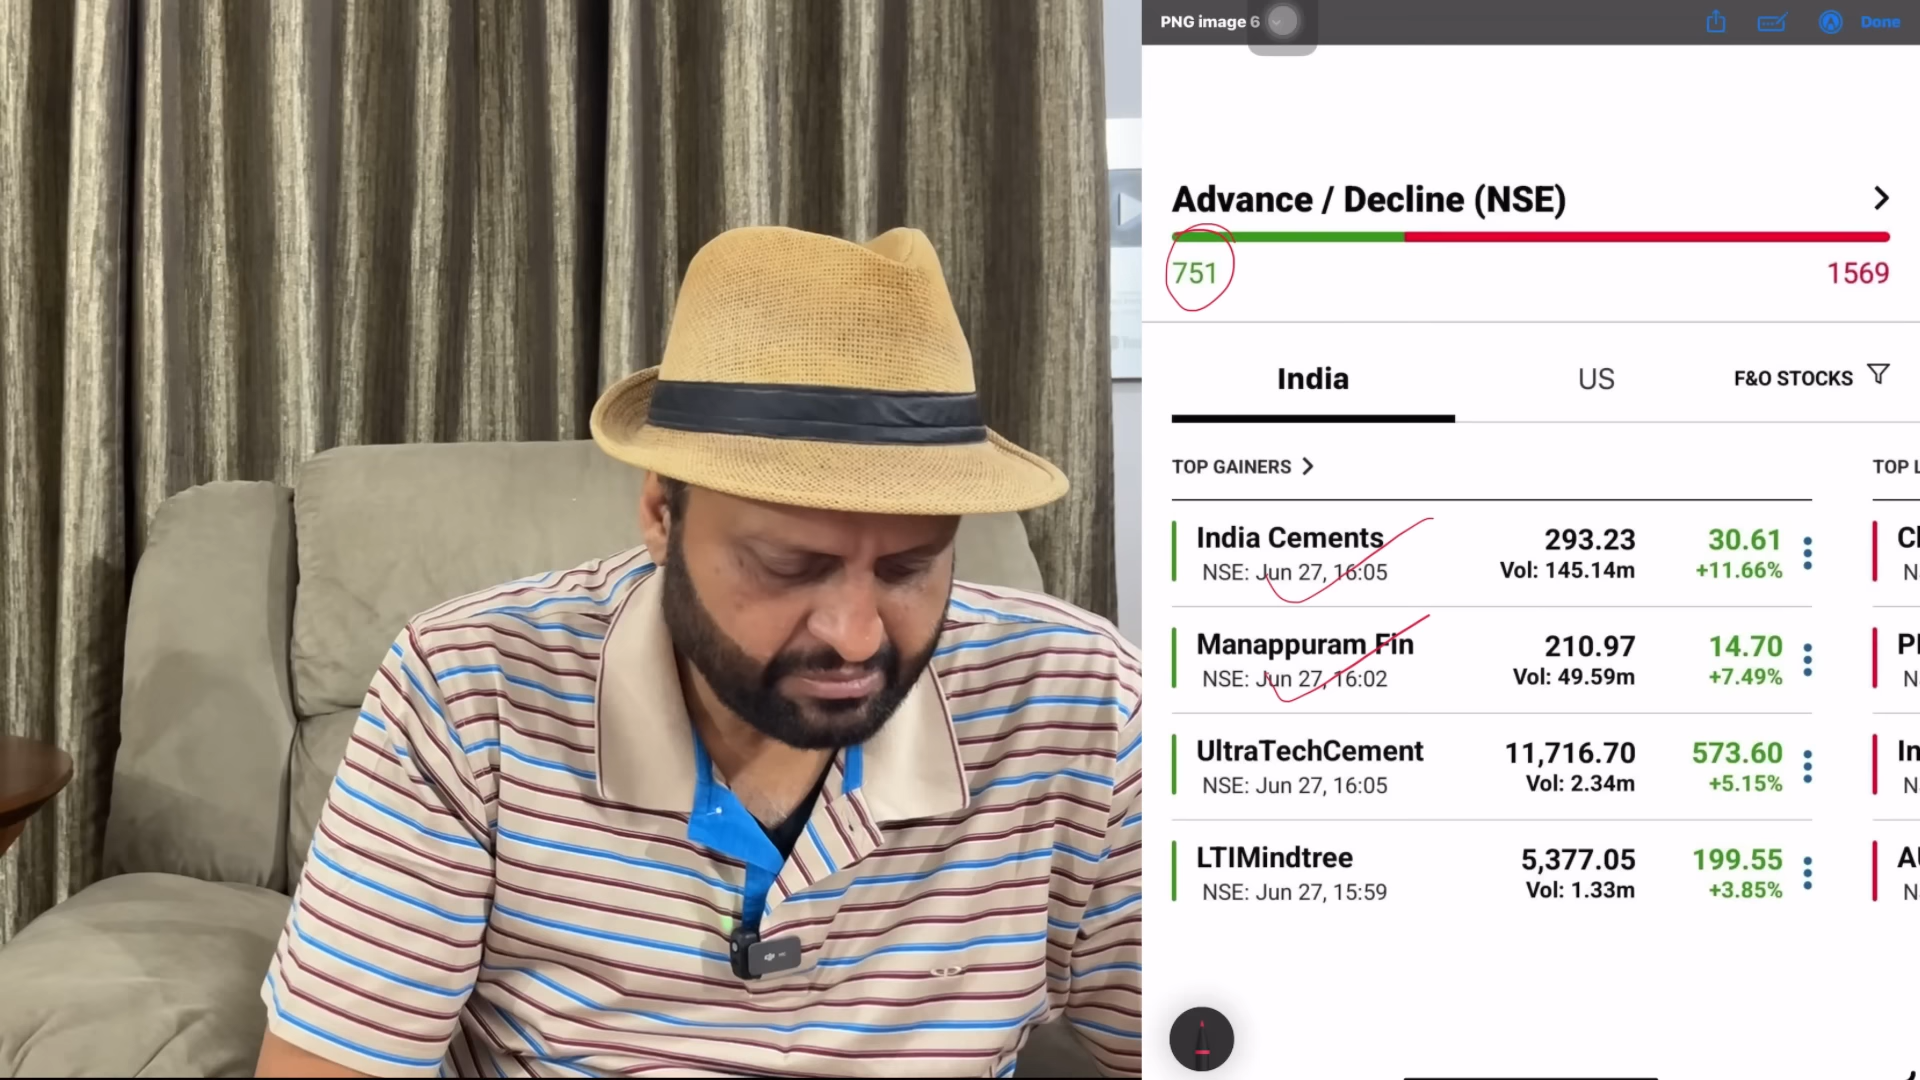 PNG image 6
Done
Advance / Decline (NSE)
751
1569
India
US
F&O STOCKS
TOP GAINERS
TOP L
India Cements
293.23
30.61
NSE: Jun 27, 16:05
Vol: 145.14m
+11.66%
Manappuram Fin
210.97
14.70
NSE: Jun 27, 16:02
Vol: 49.59m
+7.49%
UltraTechCement
11,716.70
573.60
In
NSE: Jun 27, 16:05
Vol: 2.34m
+5.15%
LTIMindtree
5,377.05
199.55
NSE: Jun 27, 15:59
Vol: 1.33m
+3.85%